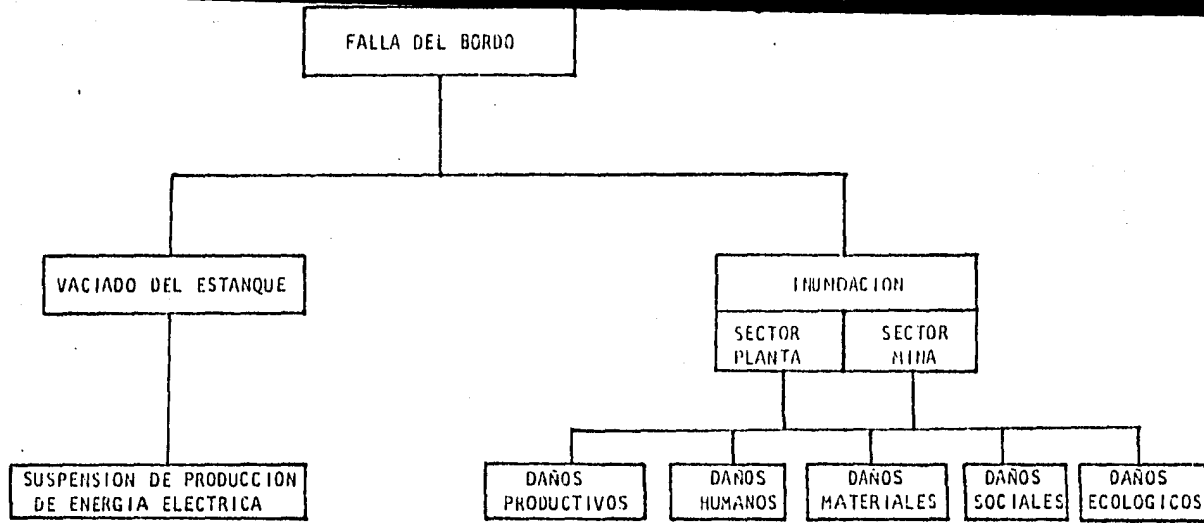 FALLA DEL BORDO
VACIADO DEL ESTANQUE
INUNDACION
SECTOR
PLANTA
SECTOR
MINA
SUSPENSION DE PRODUCCION
DE ENERGIA ELECTRICA
DAÑOS
PRODUCTIVOS
DAÑOS
HUMANOS
DAÑOS
MATERIALES
DAÑOS
SOCIALES
DAÑOS
ECOLOGICOS